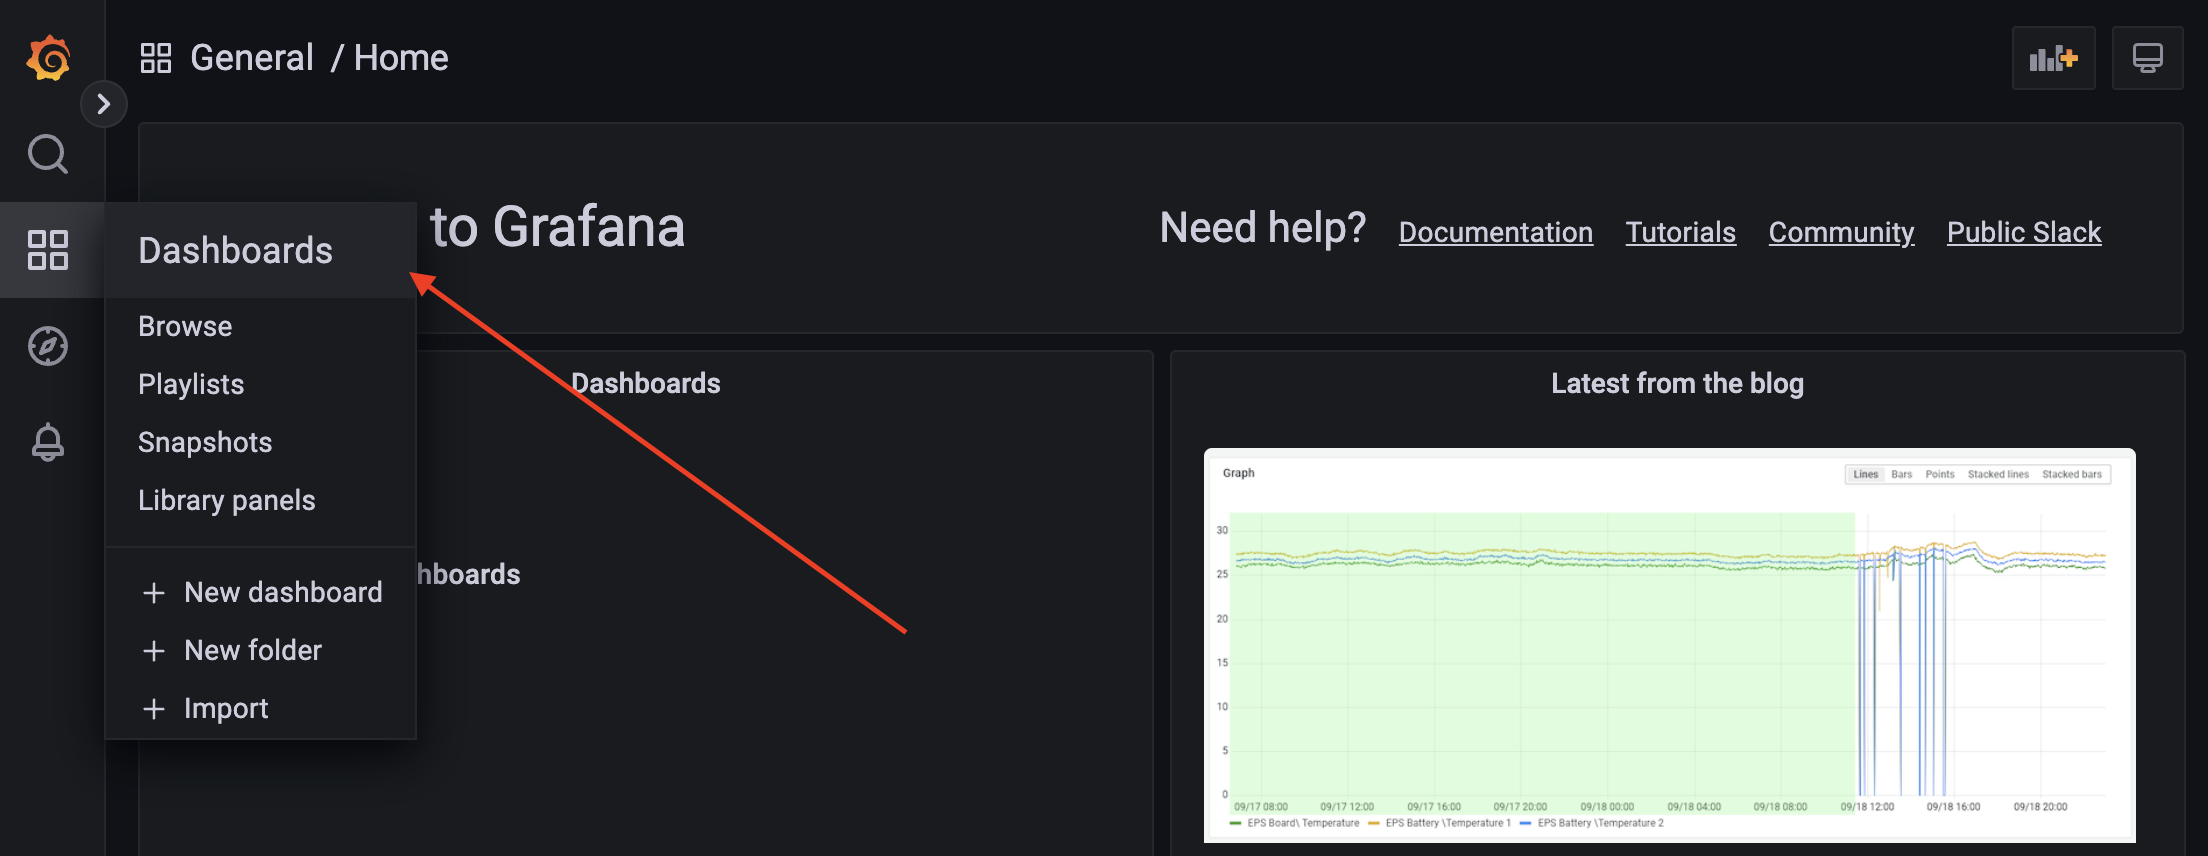 General / Home
to Grafana
Need help? Documentation Tutorials Community Public Slack
Dashboards
Browse
Playlists
Snapshots
Library panels
+ New dashboard
+ New folder
+ Import
Dashboards
hboards
Latest from the blog
Graph
Lines Bars Points Stacked lines Stacked bars
30
25
20
15
10
5
0
09/17 08:00 09/17 12:00 09/17 16:00 09/17 20:00 09/18 00:00 09/18 04:00 09/18 08:00 09/18 12:00 09/18 16:00 09/18 20:00
EPS Board\ Temperature EPS Battery \Temperature 1 EPS Battery \Temperature 2